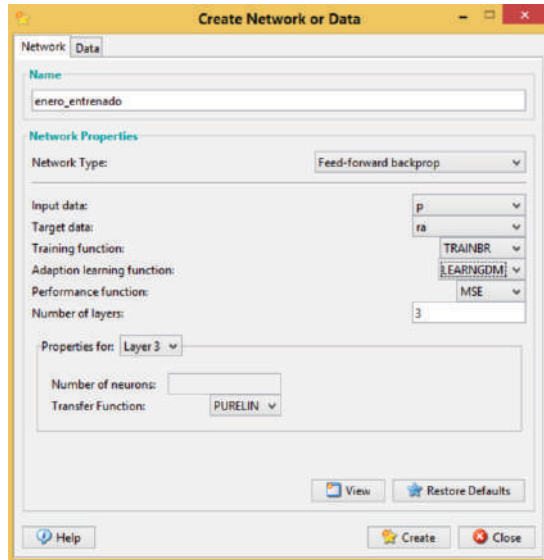 Create Network or Data
Network Data
Name
enero_entrenado
Network Properties
Network Type: Feed-forward backprop
Input data: p
Target data: ra
Training function: TRAINBR
Adaption learning function: LEARNGDM
Performance function: MSE
Number of layers: 3
Properties for: Layer 3
Number of neurons:
Transfer Function: PURELIN
View Restore Defaults
Help Create Close